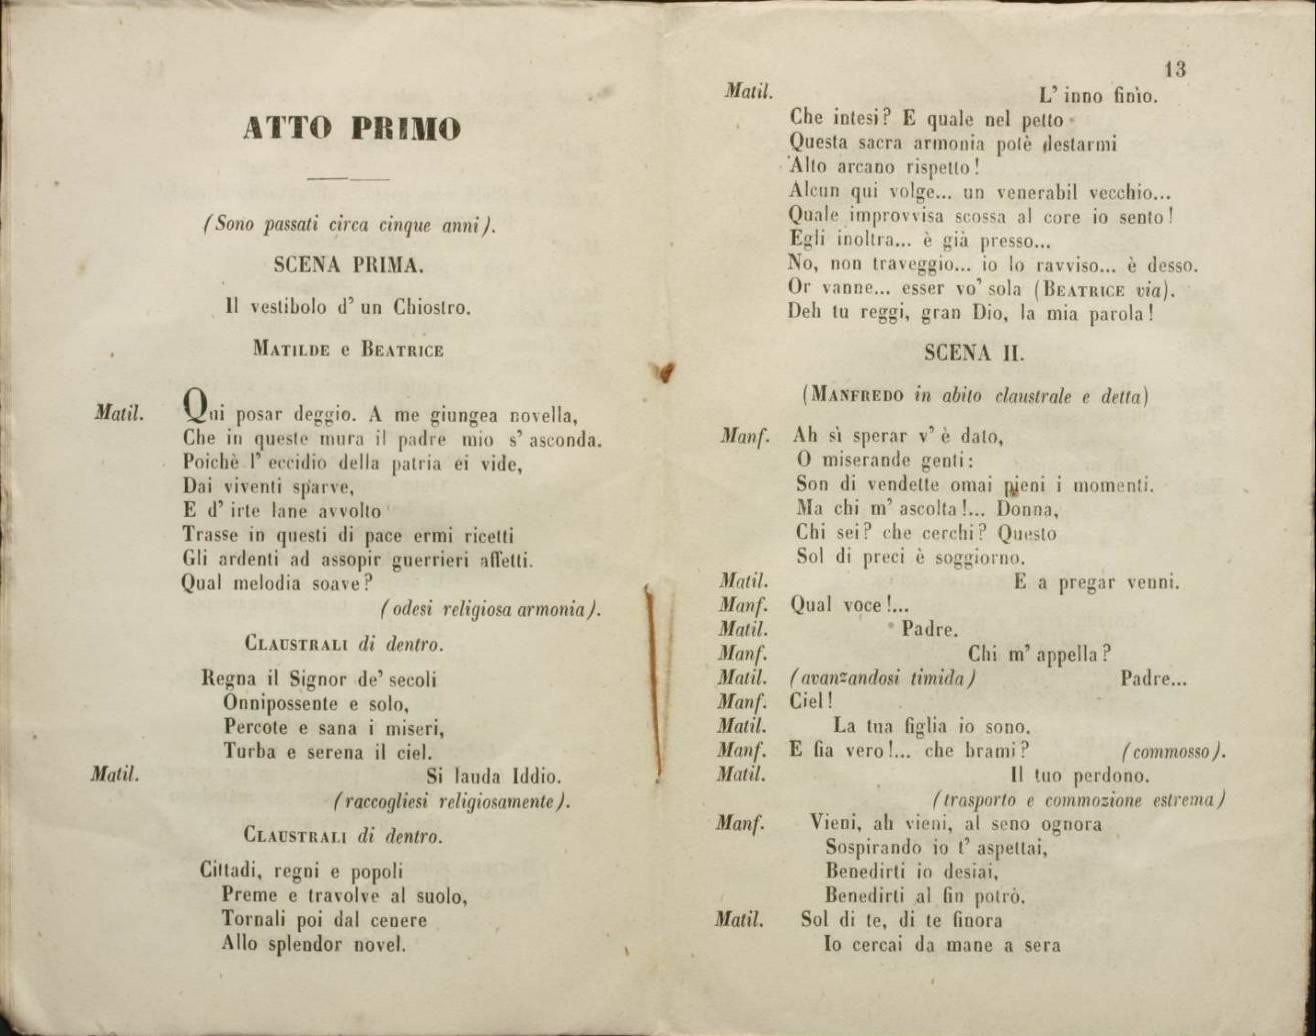 ATTO PRIMO
(Sono passati circa cinque anni).
SCENA PRIMA.
Il vestibolo d' un Chiostro.
MATILDE e BEATRICE
Matil. Qui posar deggio. A me giungea novella,
Che in queste mura il padre mio s' asconda.
Poichè l' eccidio della patria ei vide,
Dai viventi sparve,
E d' irte lane avvolto
Trasse in questi di pace ermi ricetti
Gli ardenti ad assopir guerrieri affetti.
Qual melodia soave?
(odesi religiosa armonia).
CLAUSTRALI di dentro.
Regna il Signor de' secoli
Onnipossente e solo,
Percote e sana i miseri,
Turba e serena il ciel.
Matil. Si lauda Iddio.
(raccogliesi religiosamente).
CLAUSTRALI di dentro.
Cittadi, regni e popoli
Preme e travolve al suolo,
Tornali poi dal cenere
Allo splendor novel.
13
Matil. L' inno finìo.
Che intesi? E quale nel petto
Questa sacra armonia potè destarmi
Alto arcano rispetto!
Alcun qui volge... un venerabil vecchio...
Quale improvvisa scossa al core io sento!
Egli inoltra... è già presso...
No, non traveggio... io lo ravviso... è desso.
Or vanne... esser vo' sola (BEATRICE via).
Deh tu reggi, gran Dio, la mia parola!
SCENA II.
(MANFREDO in abito claustrale e detta)
Manf. Ah sì sperar v' è dato,
O miserande genti:
Son di vendette omai pieni i momenti.
Ma chi m' ascolta!... Donna,
Chi sei? che cerchi? Questo
Sol di preci è soggiorno.
Matil. E a pregar venni.
Manf. Qual voce!...
Matil. Padre.
Manf. Chi m' appella?
Matil. (avanzandosi timida) Padre...
Manf. Ciel!
Matil. La tua figlia io sono.
Manf. E fia vero!... che brami? (commosso).
Matil. Il tuo perdono.
(trasporto e commozione estrema)
Manf. Vieni, ah vieni, al seno ognora
Sospirando io t' aspettai,
Benedirti io desiai,
Benedirti al fin potrò.
Matil. Sol di te, di te finora
Io cercai da mane a sera